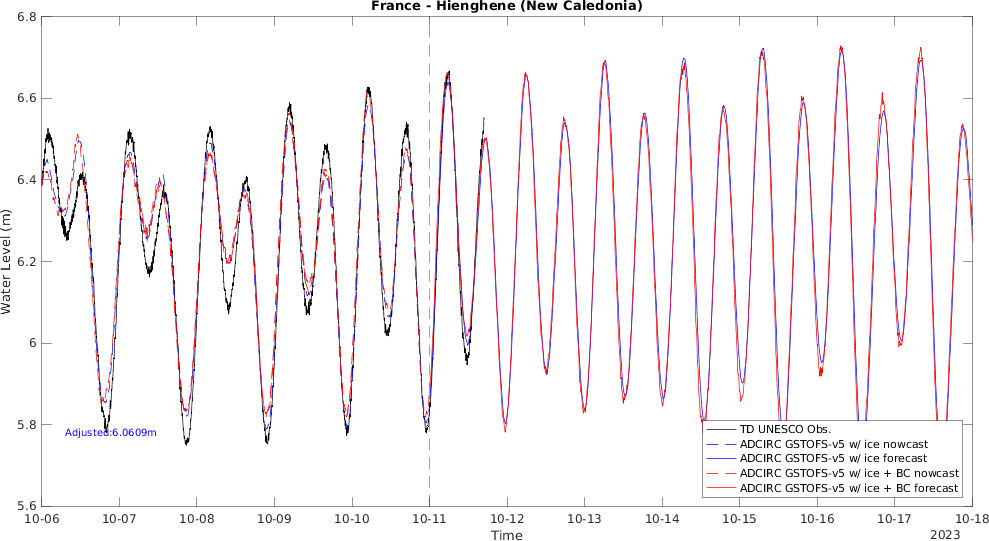 France - Hienghene (New Caledonia)
6.8
6.6
6.4
6.2
6
5.8
5.6
Water Level (m)
Adjusted:6.0609m
TD UNESCO Obs.
ADCIRC GSTOFS-v5 w/ ice nowcast
ADCIRC GSTOFS-v5 w/ ice forecast
ADCIRC GSTOFS-v5 w/ ice + BC nowcast
ADCIRC GSTOFS-v5 w/ ice + BC forecast
10-06 10-07 10-08 10-09 10-10 10-11 10-12 10-13 10-14 10-15 10-16 10-17 10-18
Time
2023